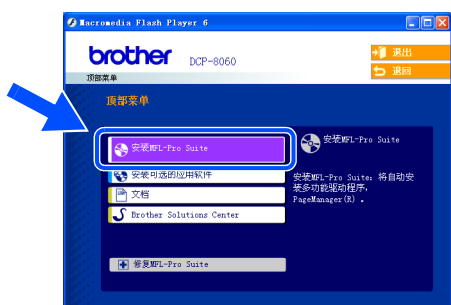 Macromedia Flash Player 6
brother DCP-8060
退出
退回
顶部菜单
顶部菜单
安装MFL-Pro Suite
安装可选的应用软件
文档
Brother Solutions Center
修复MFL-Pro Suite
安装MFL-Pro Suite
安装MFL-Pro Suite: 将自动安
装多功能驱动程序,
PageManager(R) 。